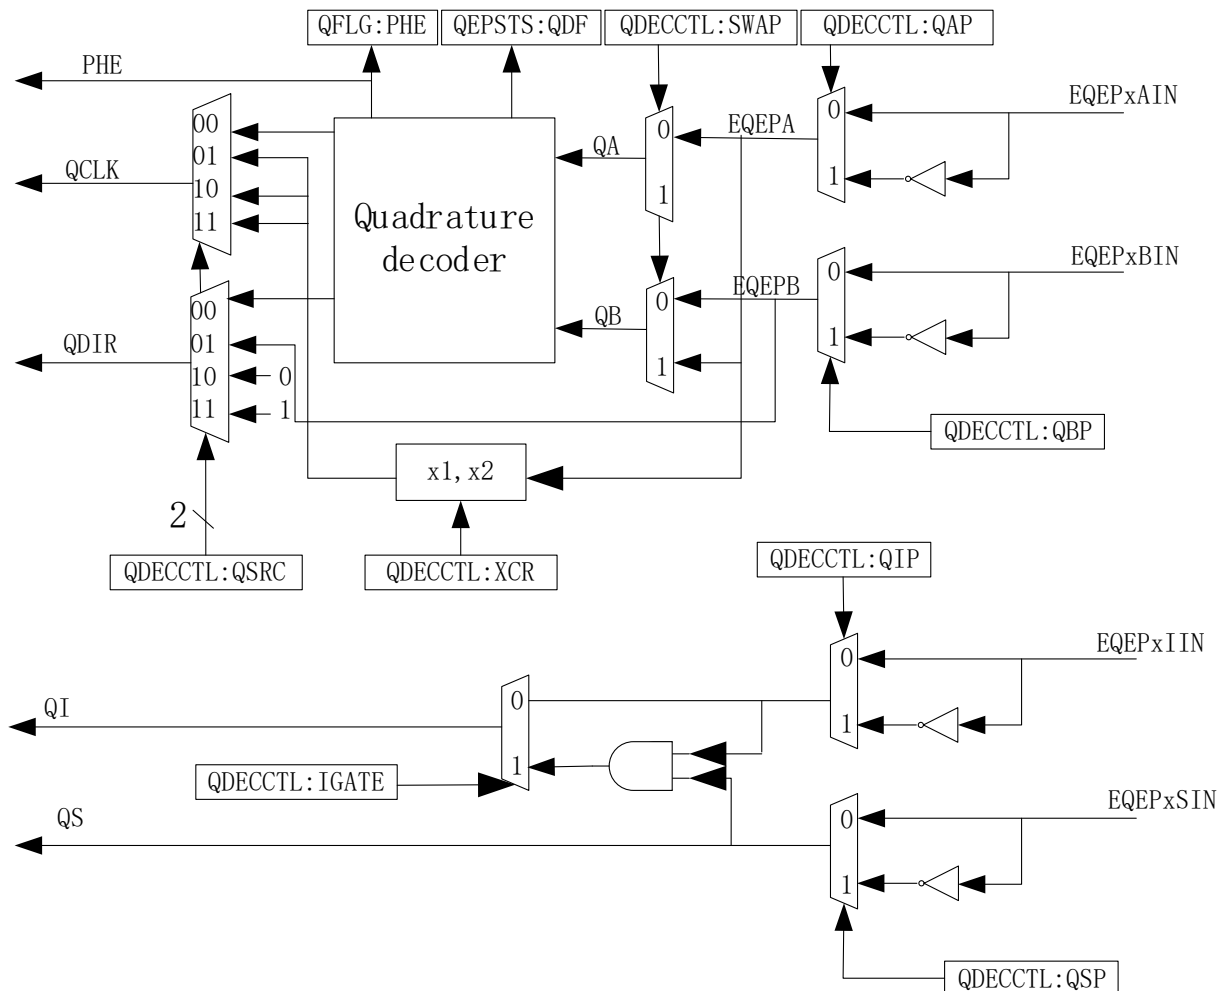 QFLG:PHE QEPSTS:QDF QDECCTL:SWAP QDECCTL:QAP
PHE
EQEPxAIN
00 0 0
01 QA EQEPA
QCLK
10 1 1
11
Quadrature
decoder
EQEPxBIN
0
00 QB 0 EQEPB
QDIR
01 1
10 0 1
11 1
QDECCTL:QBP
x1,x2
2
QDECCTL:QSRC QDECCTL:XCR QDECCTL:QIP
EQEPxIIN
0
QI 0
1
1
QDECCTL:IGATE
EQEPxSIN
QS 0
1
QDECCTL:QSP